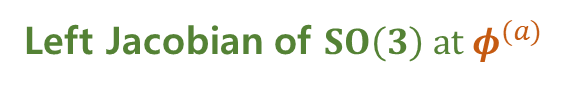 Left Jacobian of 𝐒𝐎(𝟑) at 𝝓⁽ᵃ⁾